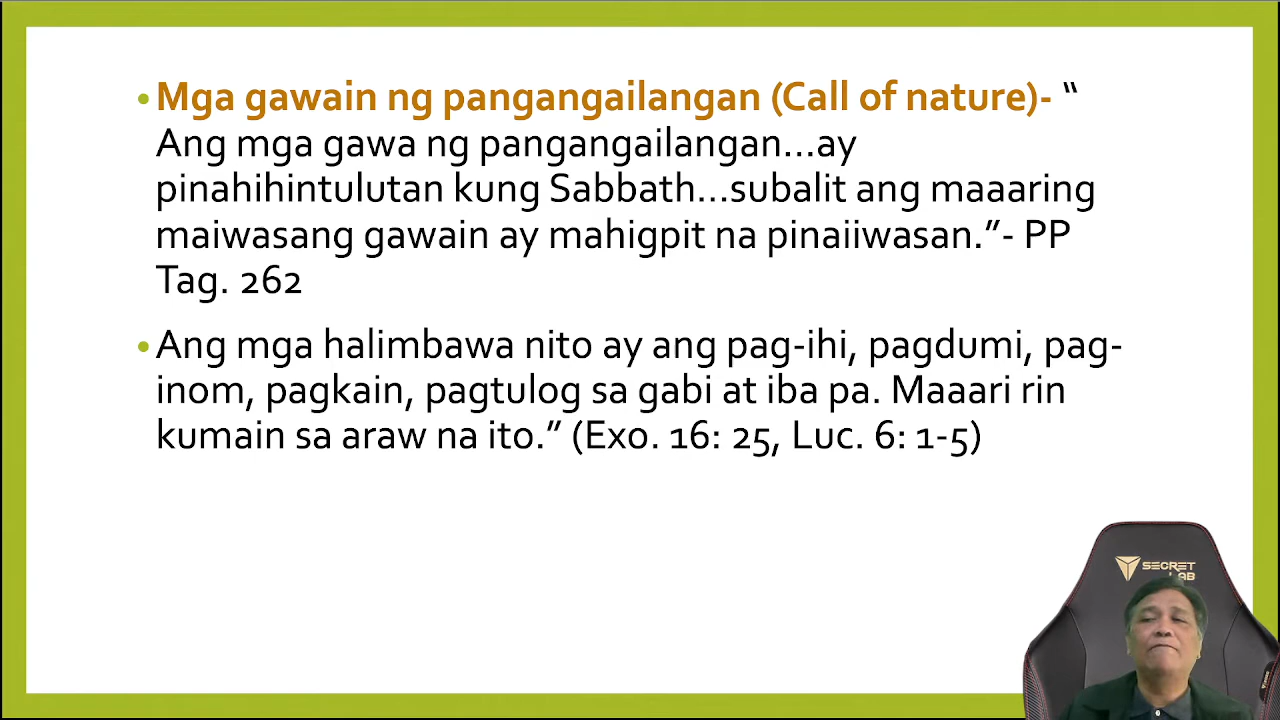 • Mga gawain ng pangangailangan (Call of nature)- “
Ang mga gawa ng pangangailangan...ay
pinahihintulutan kung Sabbath...subalit ang maaaring
maiwasang gawain ay mahigpit na pinaiiwasan.”- PP
Tag. 262
• Ang mga halimbawa nito ay ang pag-ihi, pagdumi, pag-
inom, pagkain, pagtulog sa gabi at iba pa. Maaari rin
kumain sa araw na ito.” (Exo. 16: 25, Luc. 6: 1-5)
SECRET
LAB